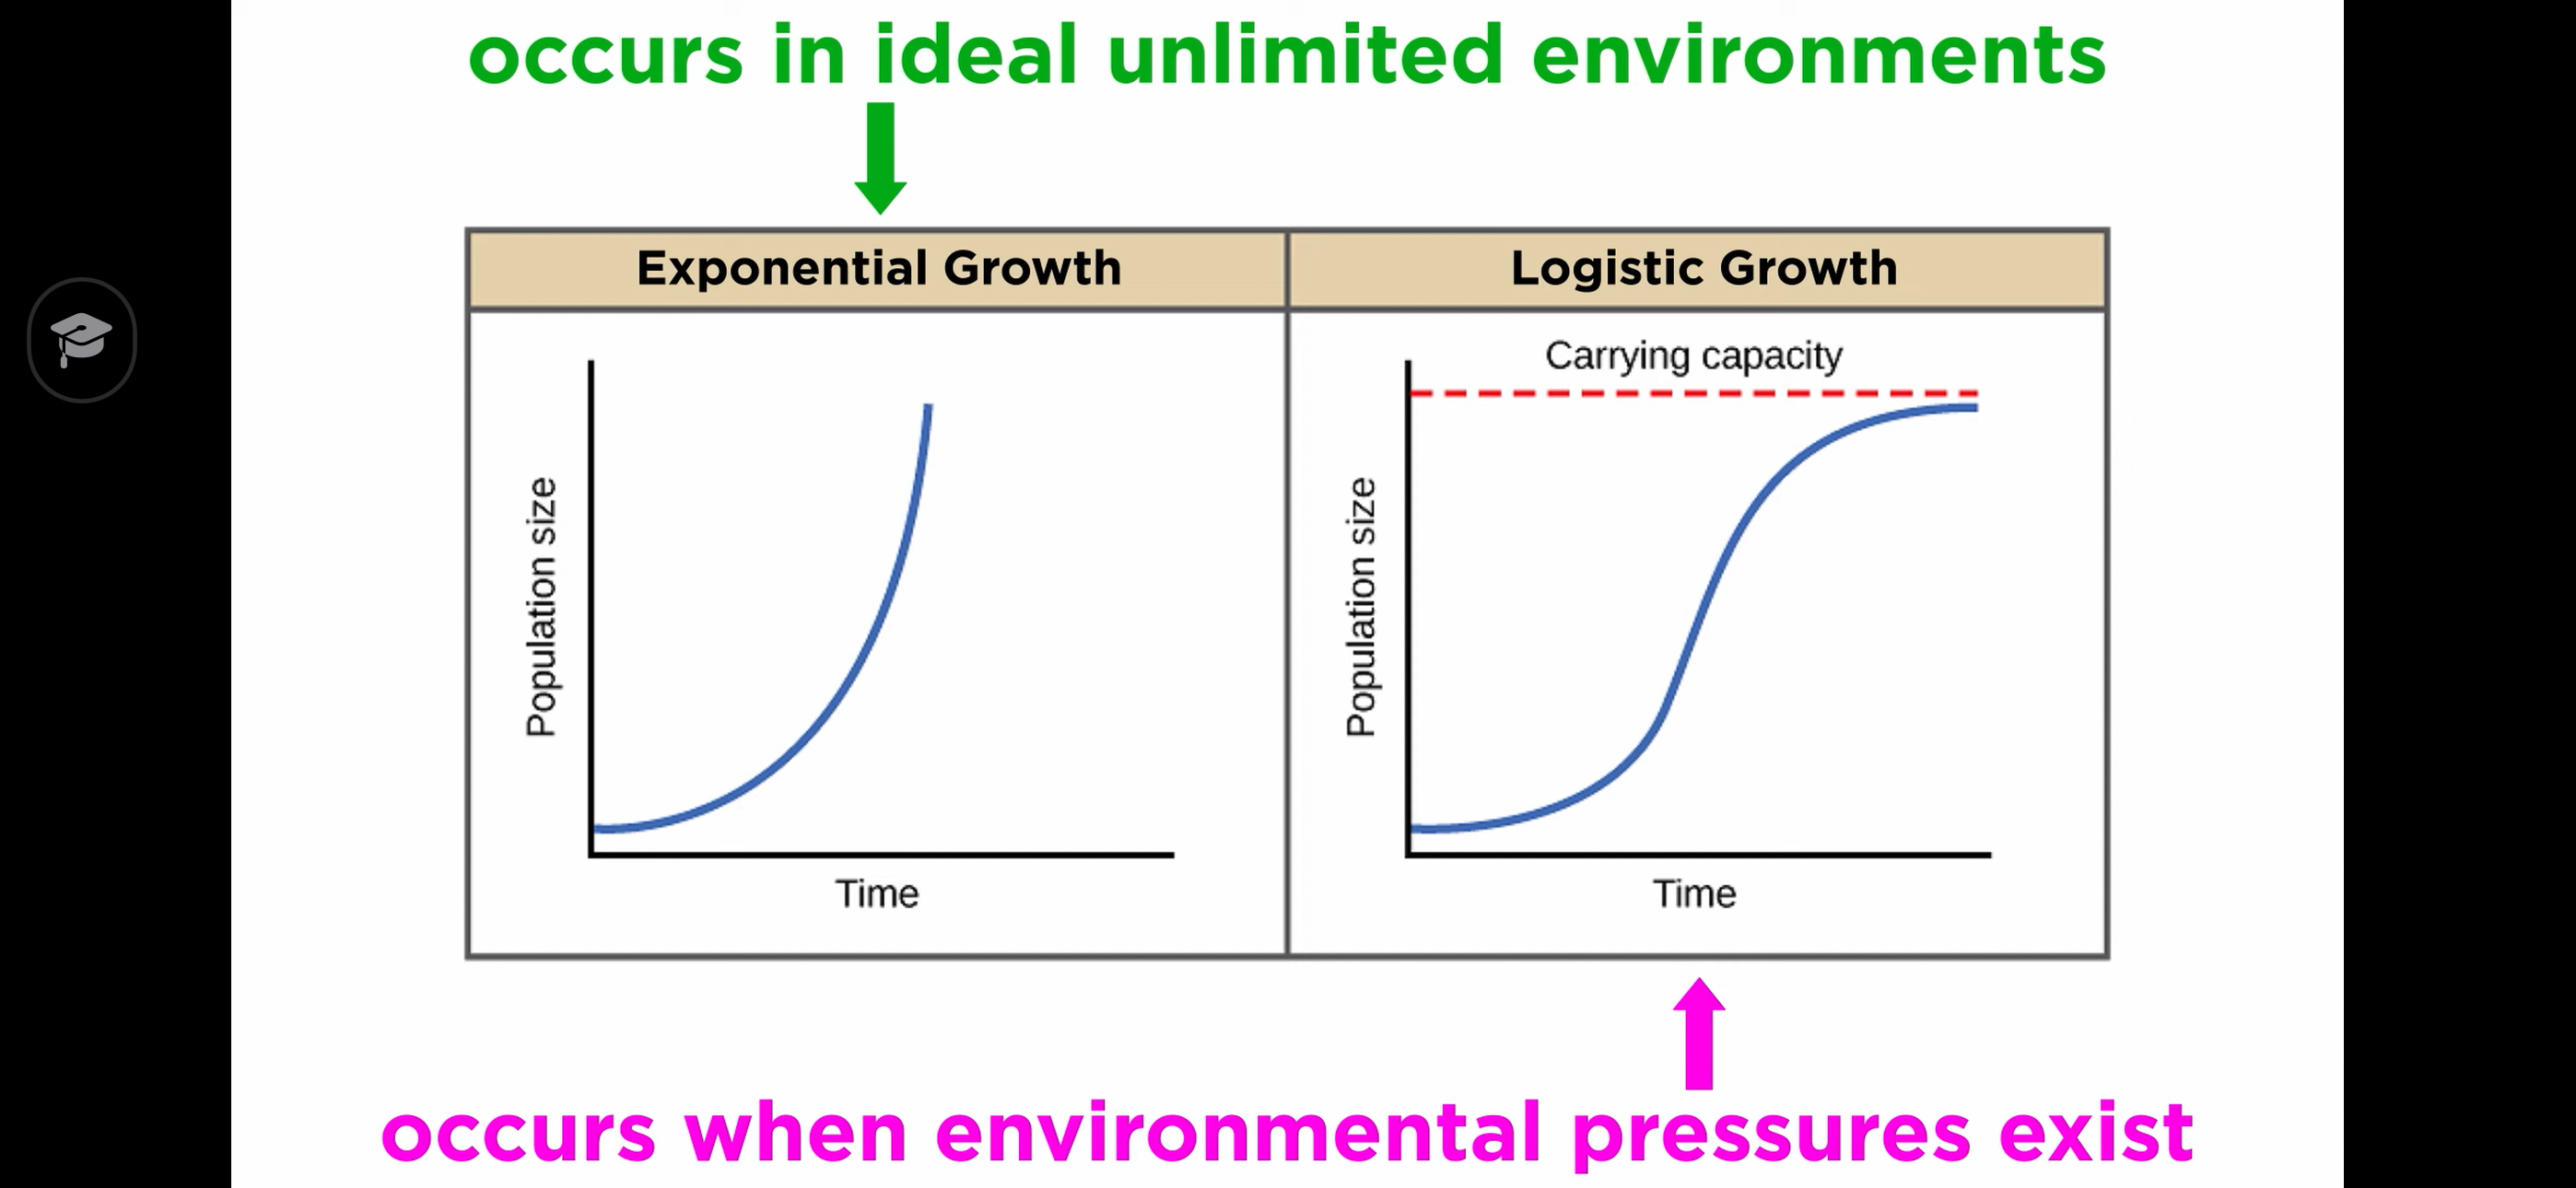 occurs in ideal unlimited environments
Exponential Growth
Logistic Growth
Population size
Time
Carrying capacity
Population size
Time
occurs when environmental pressures exist